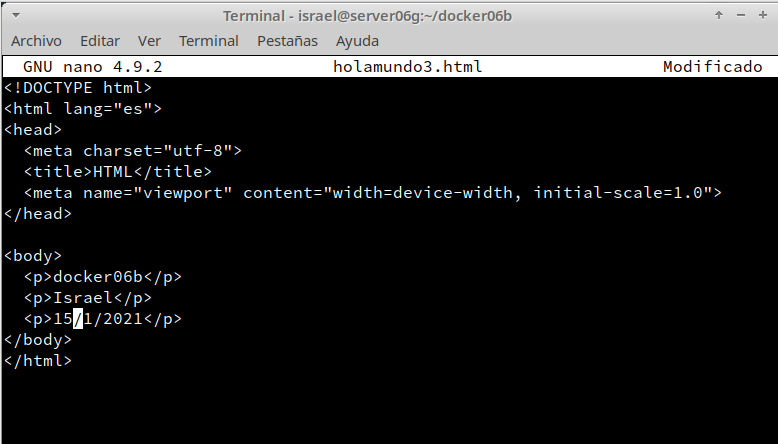 Terminal - israel@server06g:~/docker06b
Archivo Editar Ver Terminal Pestañas Ayuda
GNU nano 4.9.2 holamundo3.html Modificado
<!DOCTYPE html>
<html lang="es">
<head>
  <meta charset="utf-8">
  <title>HTML</title>
  <meta name="viewport" content="width=device-width, initial-scale=1.0">
</head>

<body>
  <p>docker06b</p>
  <p>Israel</p>
  <p>15/1/2021</p>
</body>
</html>